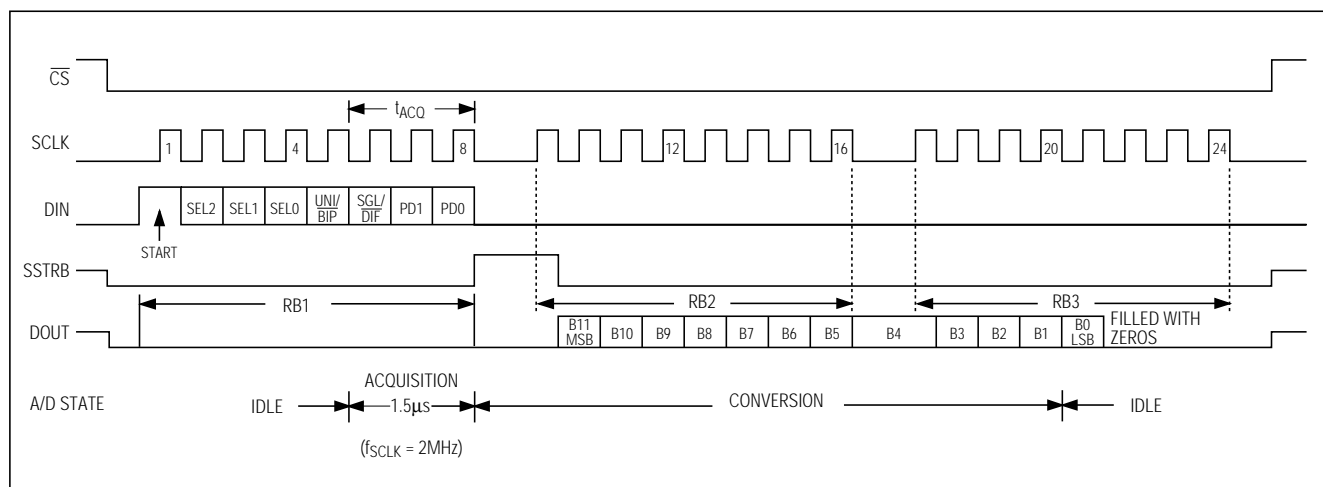 CS
tACQ
SCLK
1
4
8
12
16
20
24
DIN
SEL2
SEL1
SEL0
UNI/
BIP
SGL/
DIF
PD1
PD0
START
SSTRB
RB1
RB2
RB3
DOUT
B11
MSB
B10
B9
B8
B7
B6
B5
B4
B3
B2
B1
B0
LSB
FILLED WITH
ZEROS
A/D STATE
IDLE
ACQUISITION
1.5µs
(fSCLK = 2MHz)
CONVERSION
IDLE